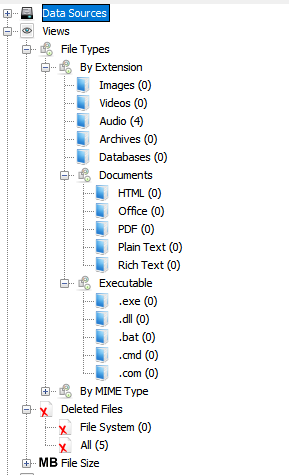 Data Sources
Views
File Types
By Extension
Images (0)
Videos (0)
Audio (4)
Archives (0)
Databases (0)
Documents
HTML (0)
Office (0)
PDF (0)
Plain Text (0)
Rich Text (0)
Executable
.exe (0)
.dll (0)
.bat (0)
.cmd (0)
.com (0)
By MIME Type
Deleted Files
File System (0)
All (5)
MB File Size